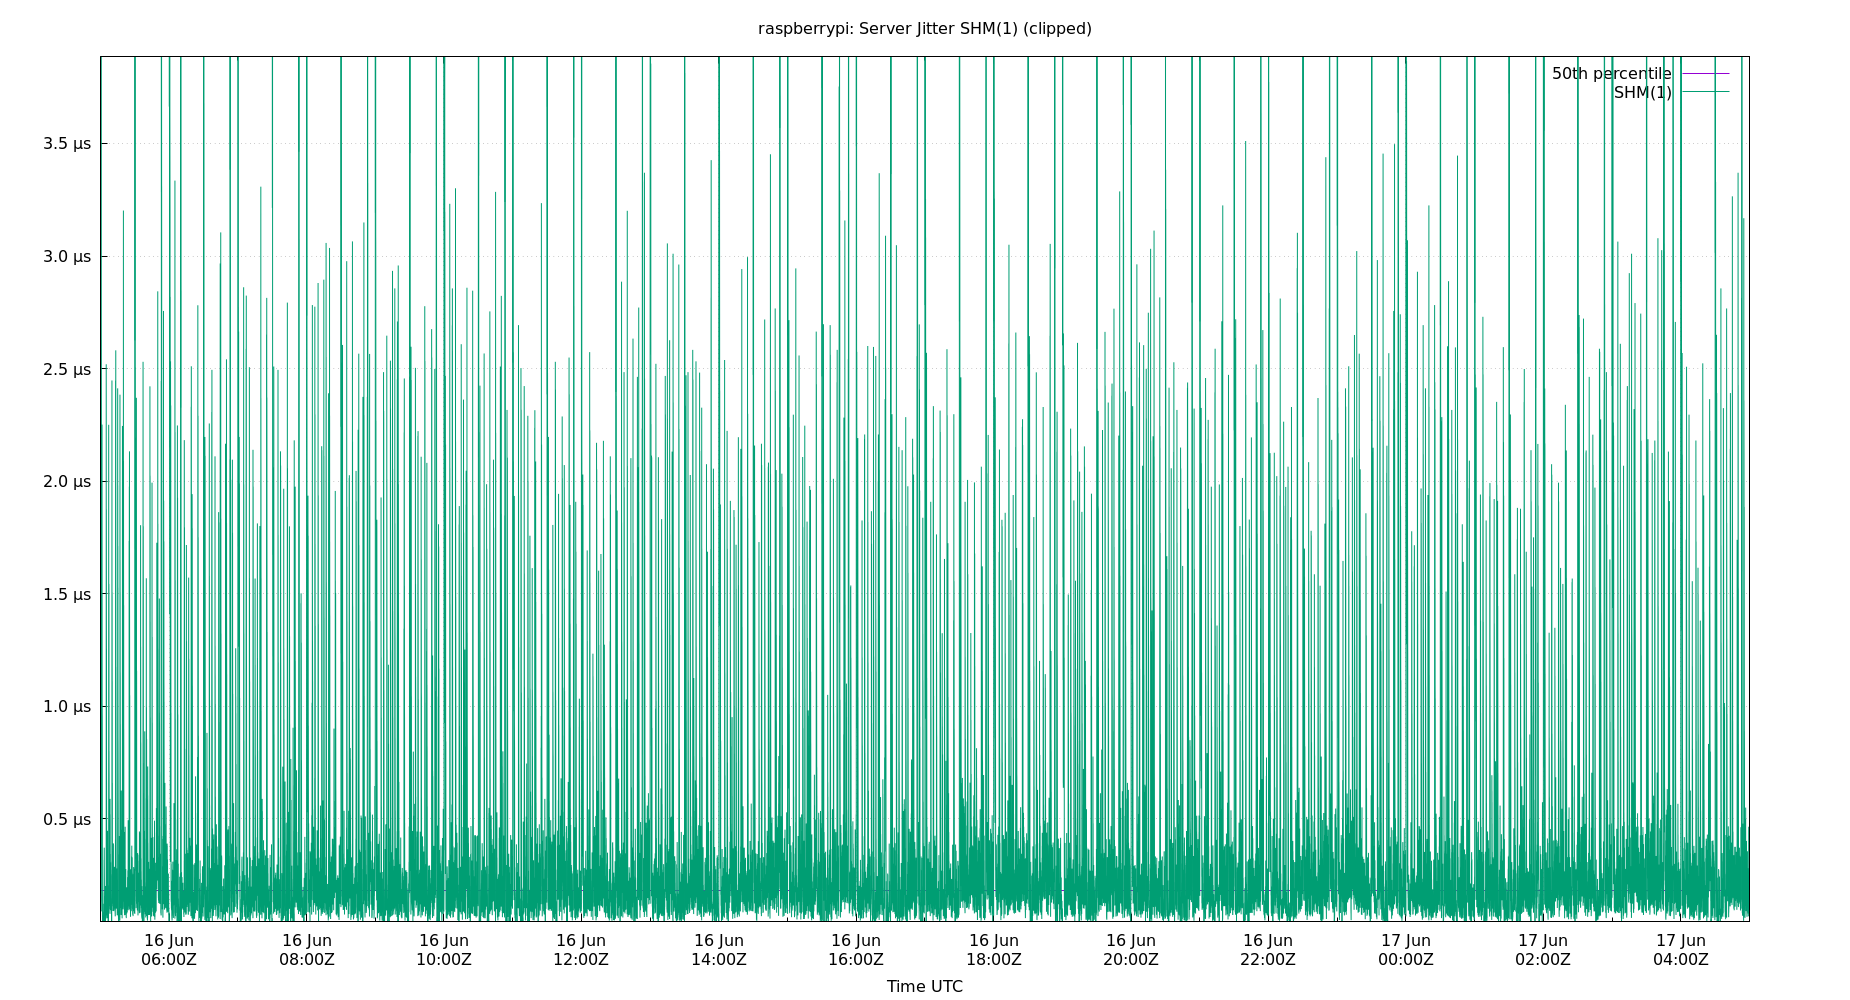 raspberrypi: Server Jitter SHM(1) (clipped)
50th percentile
SHM(1)
3.5 µs
3.0 µs
2.5 µs
2.0 µs
1.5 µs
1.0 µs
0.5 µs
16 Jun 16 Jun 16 Jun 16 Jun 16 Jun 16 Jun 16 Jun 16 Jun 16 Jun 17 Jun 17 Jun 17 Jun
06:00Z 08:00Z 10:00Z 12:00Z 14:00Z 16:00Z 18:00Z 20:00Z 22:00Z 00:00Z 02:00Z 04:00Z
Time UTC